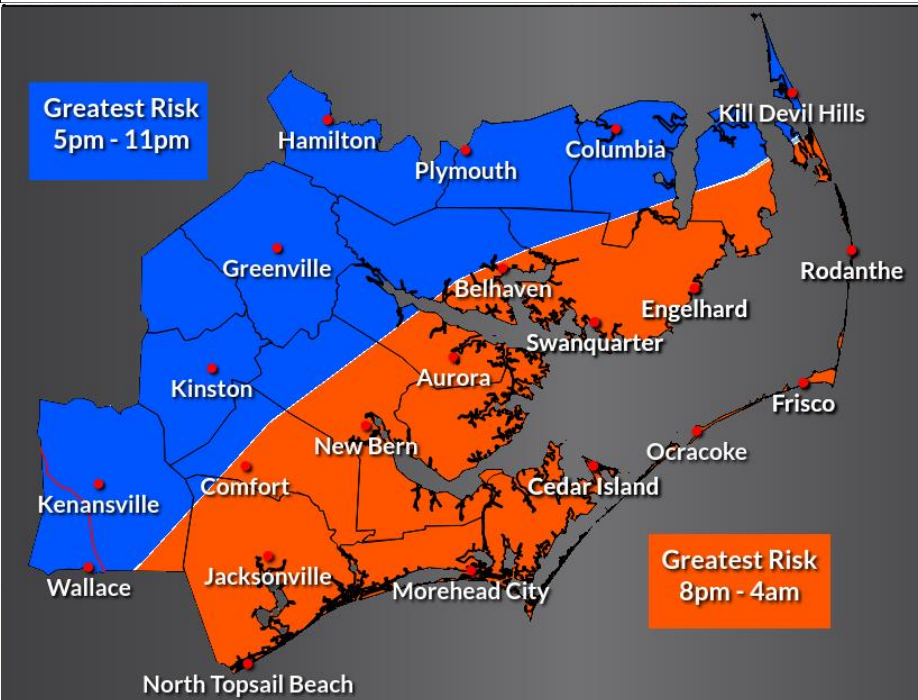 Greatest Risk
5pm - 11pm
Kill Devil Hills
Hamilton
Columbia
Plymouth
Greenville
Rodanthe
Belhaven
Engelhard
Swanquarter
Aurora
Kinston
Frisco
New Bern
Ocracoke
Comfort
Cedar Island
Kenansville
Greatest Risk
8pm - 4am
Jacksonville
Wallace
Morehead City
North Topsail Beach